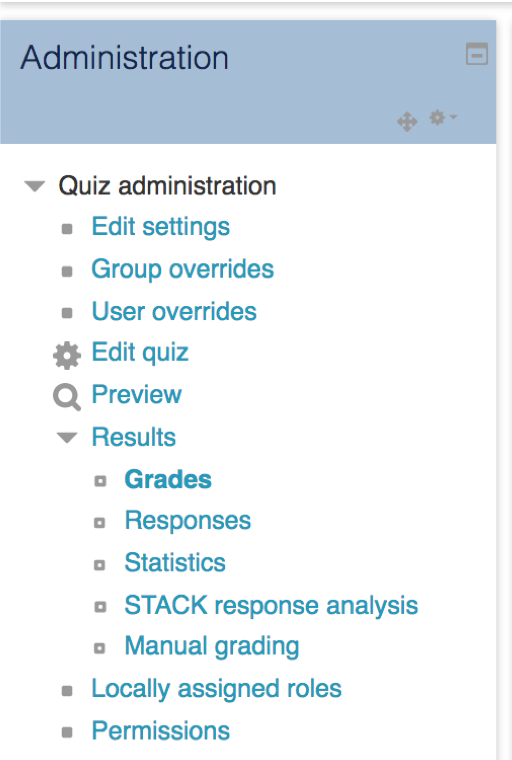 Administration
Quiz administration
Edit settings
Group overrides
User overrides
Edit quiz
Preview
Results
Grades
Responses
Statistics
STACK response analysis
Manual grading
Locally assigned roles
Permissions